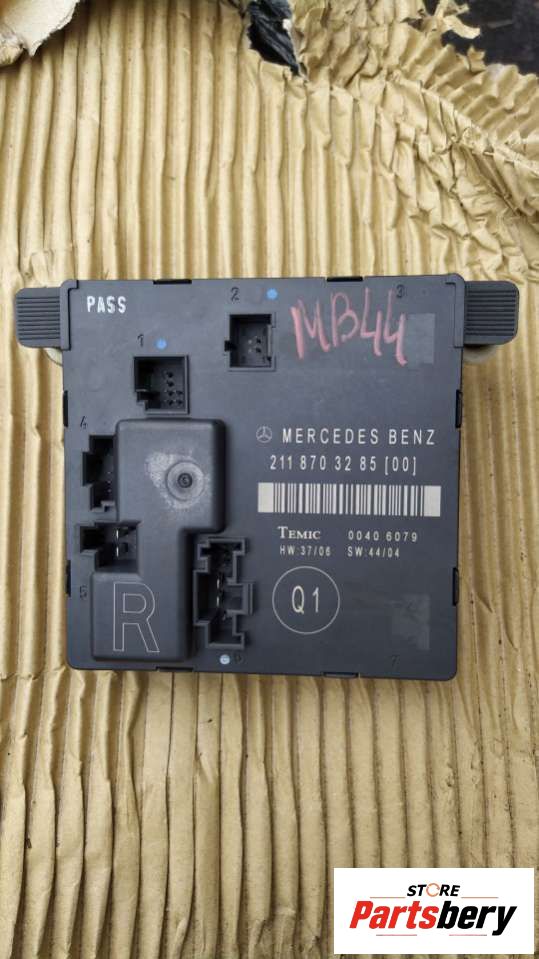 PASS
2
3
MB44
1
MERCEDES BENZ
4
211 870 32 85 [00]
TEMIC 0040 6079
HW:37/06 SW:44/04
5
R
Q1
7
STORE
Partsbery